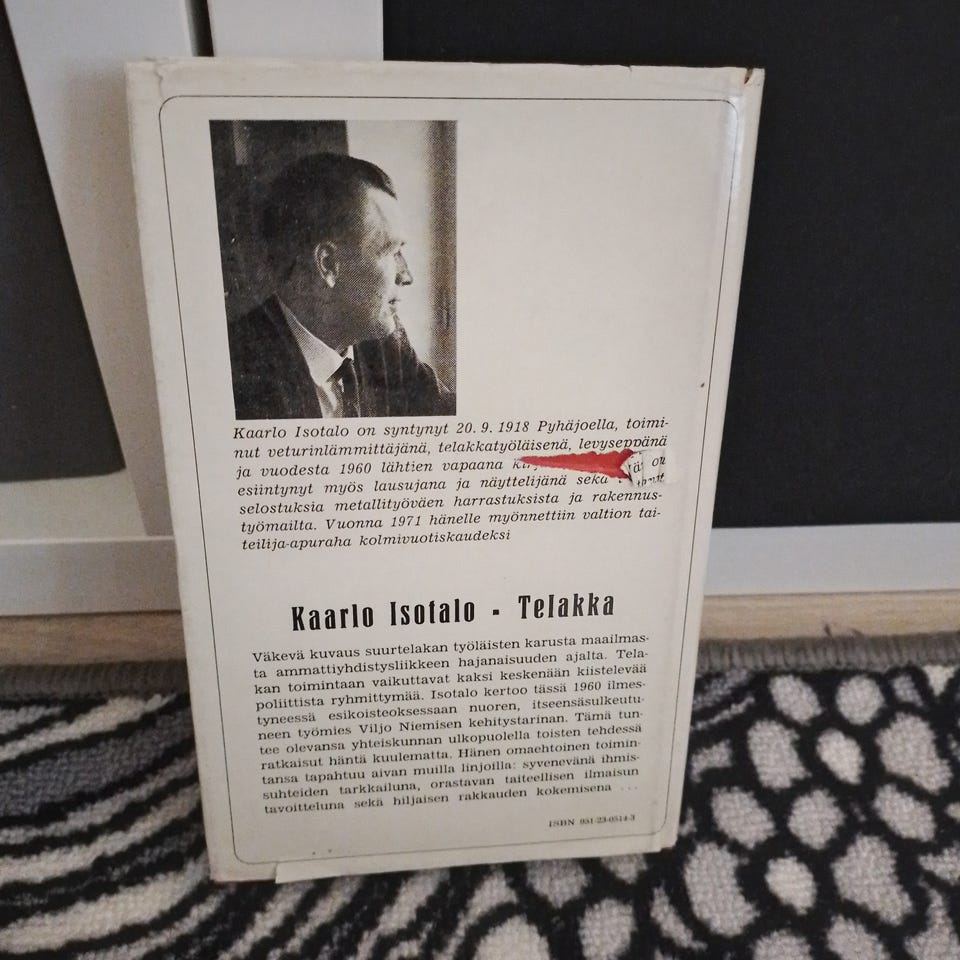 Kaarlo Isotalo on syntynyt 20. 9. 1918 Pyhäjoella, toimi-
nut veturinlämmittäjänä, telakkatyöläisenä, levyseppänä
ja vuodesta 1960 lähtien vapaana on
esiintynyt myös lausujana ja näyttelijänä sekä
selostuksia metallityöväen harrastuksista ja rakennus-
työmailta. Vuonna 1971 hänelle myönnettiin valtion tai-
teilija-apuraha kolmivuotiskaudeksi
Kaarlo Isotalo - Telakka
Väkevä kuvaus suurtelakan työläisten karusta maailmas-
ta ammattiyhdistysliikkeen hajanaisuuden ajalta. Tela-
kan toimintaan vaikuttavat kaksi keskenään kiistelevää
poliittista ryhmittymää. Isotalo kertoo tässä 1960 ilmes-
tyneessä esikoisteoksessaan nuoren, itseensäsulkeutu-
neen työmies Viljo Niemisen kehitystarinan. Tämä tun-
tee olevansa yhteiskunnan ulkopuolella toisten tehdessä
ratkaisut häntä kuulematta. Hänen omaehtoinen toimin-
tansa tapahtuu aivan muilla linjoilla: syvenevänä ihmis-
suhteiden tarkkailuna, orastavan taiteellisen ilmaisun
tavoitteluna sekä hiljaisen rakkauden kokemisena ...
ISBN 951-23-0514-3